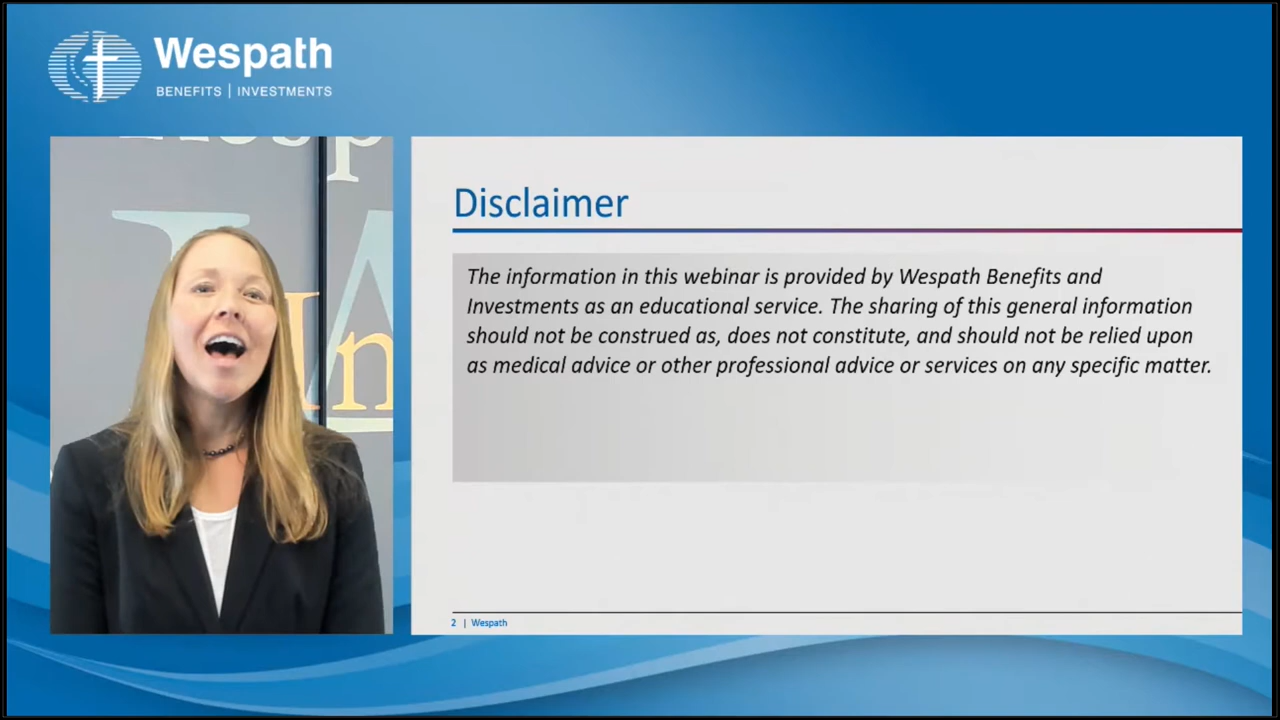 Wespath
BENEFITS | INVESTMENTS
Hosp
In
Disclaimer
The information in this webinar is provided by Wespath Benefits and
Investments as an educational service. The sharing of this general information
should not be construed as, does not constitute, and should not be relied upon
as medical advice or other professional advice or services on any specific matter.
2 | Wespath